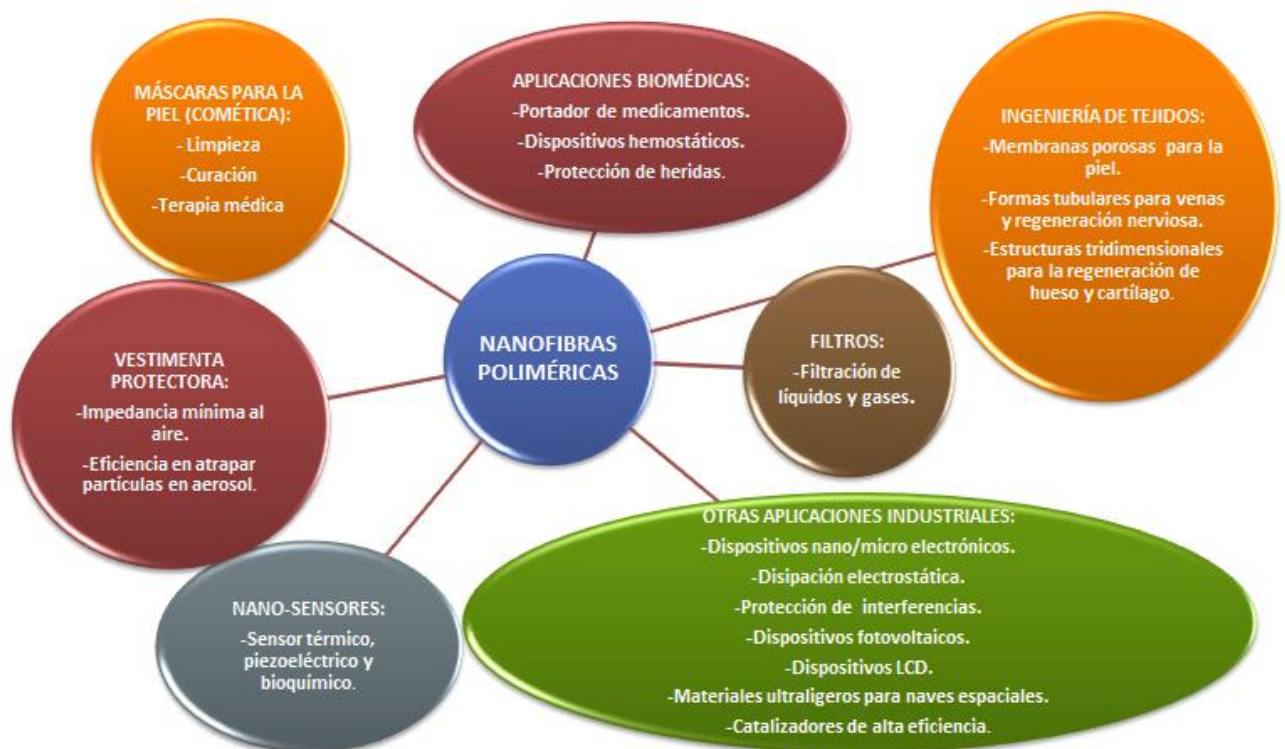 MÁSCARAS PARA LA
PIEL (COMÉTICA):
- Limpieza
-Curación
-Terapia médica
APLICACIONES BIOMÉDICAS:
-Portador de medicamentos.
-Dispositivos hemostáticos.
-Protección de heridas.
INGENIERÍA DE TEJIDOS:
-Membranas porosas para la
piel.
-Formas tubulares para venas
y regeneración nerviosa.
-Estructuras tridimensionales
para la regeneración de
hueso y cartílago.
NANOFIBRAS
POLIMÉRICAS
FILTROS:
-Filtración de
líquidos y gases.
VESTIMENTA
PROTECTORA:
-Impedancia mínima al
aire.
-Eficiencia en atrapar
partículas en aerosol.
NANO-SENSORES:
-Sensor térmico,
piezoeléctrico y
bioquímico.
OTRAS APLICACIONES INDUSTRIALES:
-Dispositivos nano/micro electrónicos.
-Disipación electrostática.
-Protección de interferencias.
-Dispositivos fotovoltaicos.
-Dispositivos LCD.
-Materiales ultraligeros para naves espaciales.
-Catalizadores de alta eficiencia.